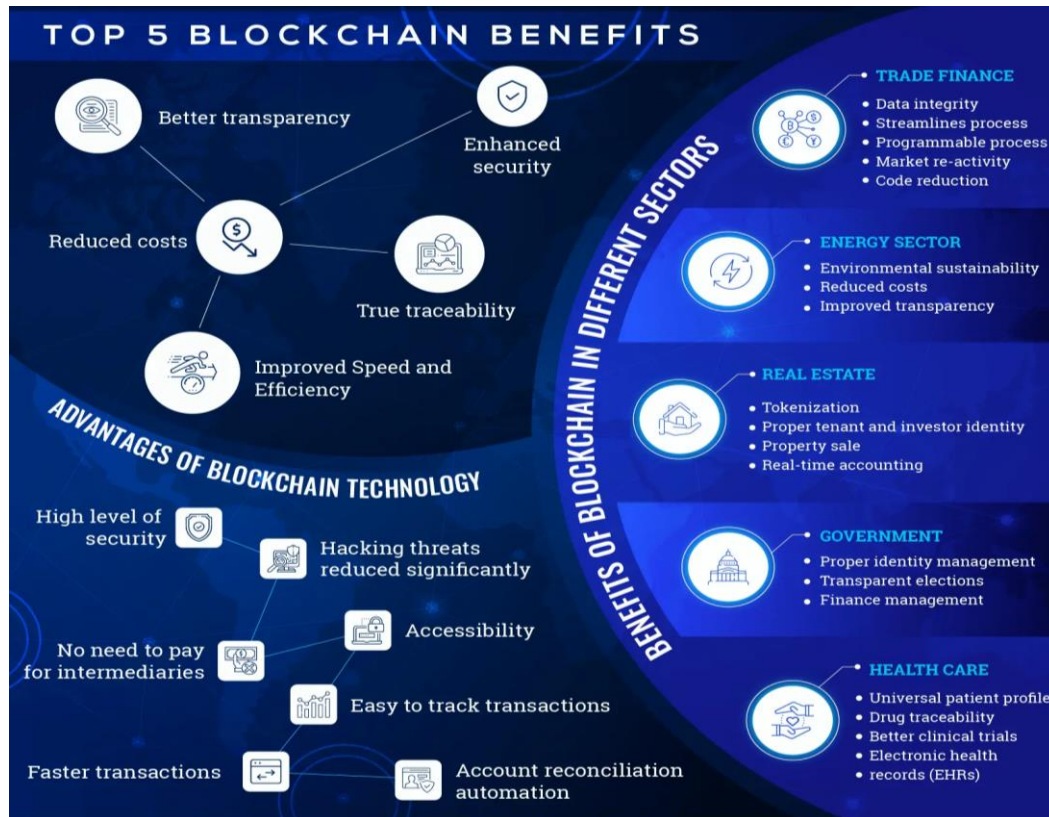 TOP 5 BLOCKCHAIN BENEFITS
Better transparency
Enhanced
security
Reduced costs
True traceability
Improved Speed and
Efficiency
ADVANTAGES OF BLOCKCHAIN TECHNOLOGY
High level of
security
Hacking threats
reduced significantly
No need to pay
for intermediaries
Accessibility
Easy to track transactions
Faster transactions
Account reconciliation
automation
BENEFITS OF BLOCKCHAIN IN DIFFERENT SECTORS
• TRADE FINANCE
• Data integrity
• Streamlines process
• Programmable process
• Market re-activity
• Code reduction
• ENERGY SECTOR
• Environmental sustainability
• Reduced costs
• Improved transparency
• REAL ESTATE
• Tokenization
• Proper tenant and investor identity
• Property sale
• Real-time accounting
• GOVERNMENT
• Proper identity management
• Transparent elections
• Finance management
• HEALTH CARE
• Universal patient profile
• Drug traceability
• Better clinical trials
• Electronic health
• records (EHRs)